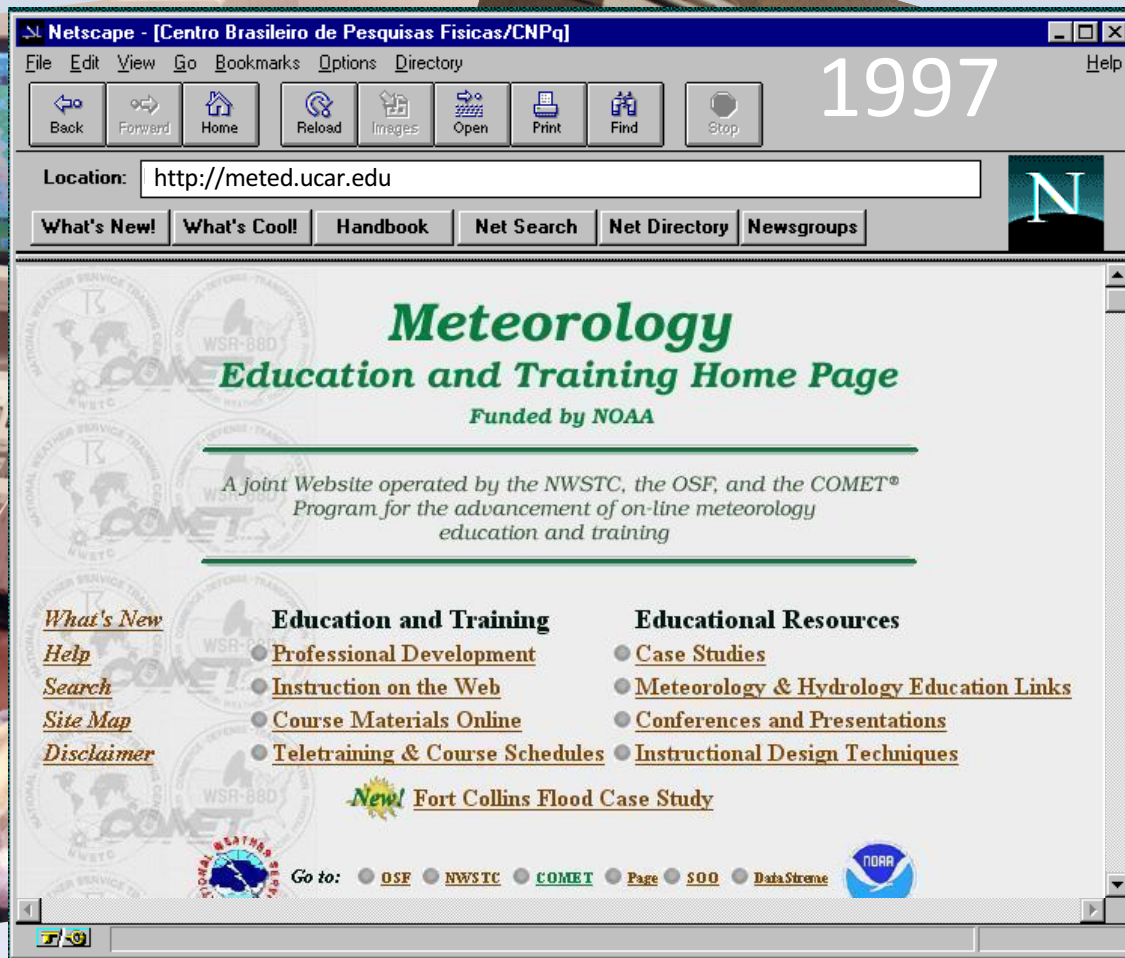 Netscape - [Centro Brasileiro de Pesquisas Fisicas/CNPq]
File Edit View Go Bookmarks Options Directory Help
1997
Back Forward Home Reload Images Open Print Find Stop
Location: http://meted.ucar.edu
N
What's New! What's Cool! Handbook Net Search Net Directory Newsgroups
Meteorology
Education and Training Home Page
Funded by NOAA
A joint Website operated by the NWSTC, the OSF, and the COMET®
Program for the advancement of on-line meteorology
education and training
What's New Education and Training Educational Resources
Help Professional Development Case Studies
Search Instruction on the Web Meteorology & Hydrology Education Links
Site Map Course Materials Online Conferences and Presentations
Disclaimer Teletraining & Course Schedules Instructional Design Techniques
New! Fort Collins Flood Case Study
Go to: OSF NWSTC COMET Page SOO DataStreme
NOAA